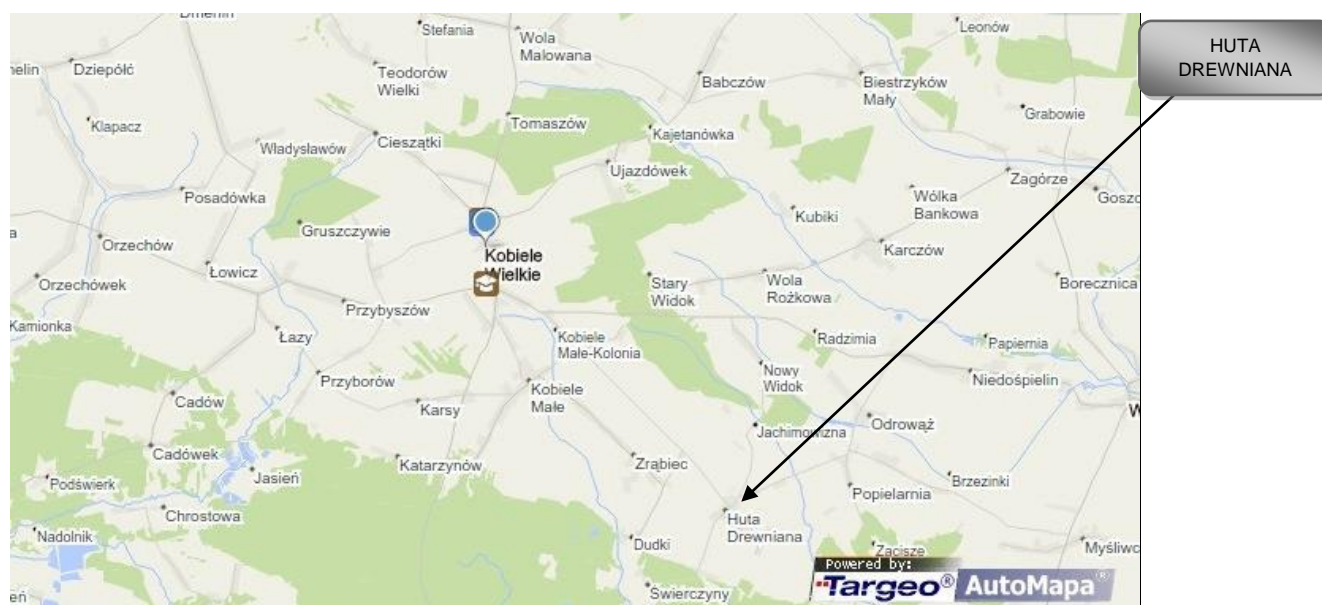 HUTA
DREWNIANA
Stefania
Wola
Malowana
Leonów
Dziepółć
Teodorów
Wielki
Babczów
Biestrzyków
Mały
Grabowie
Klapacz
Tomaszów
Kajetanówka
Władysławów
Cieszątki
Ujazdówek
Zagórze
Posadówka
Wólka
Bankowa
Gruszczywie
Kubiki
Orzechów
Kobiele
Wielkie
Karczów
Łowicz
Orzechówek
Stary
Widok
Wola
Rożkowa
Borecznica
Przybyszów
Kamionka
Łazy
Kobiele
Małe-Kolonia
Radzimia
Papiernia
Przyborów
Nowy
Widok
Niedośpielin
Cadów
Karsy
Kobiele
Małe
Jachimowizna
Odrowąż
Cadówek
Katarzynów
Zrąbiec
Podświerk
Jasień
Popielarnia
Brzezinki
Chrostowa
Huta
Drewniana
Nadolnik
Dudki
Zacisze
Myśliwc
Świerczyny
Powered by:
Targeo® AutoMapa®